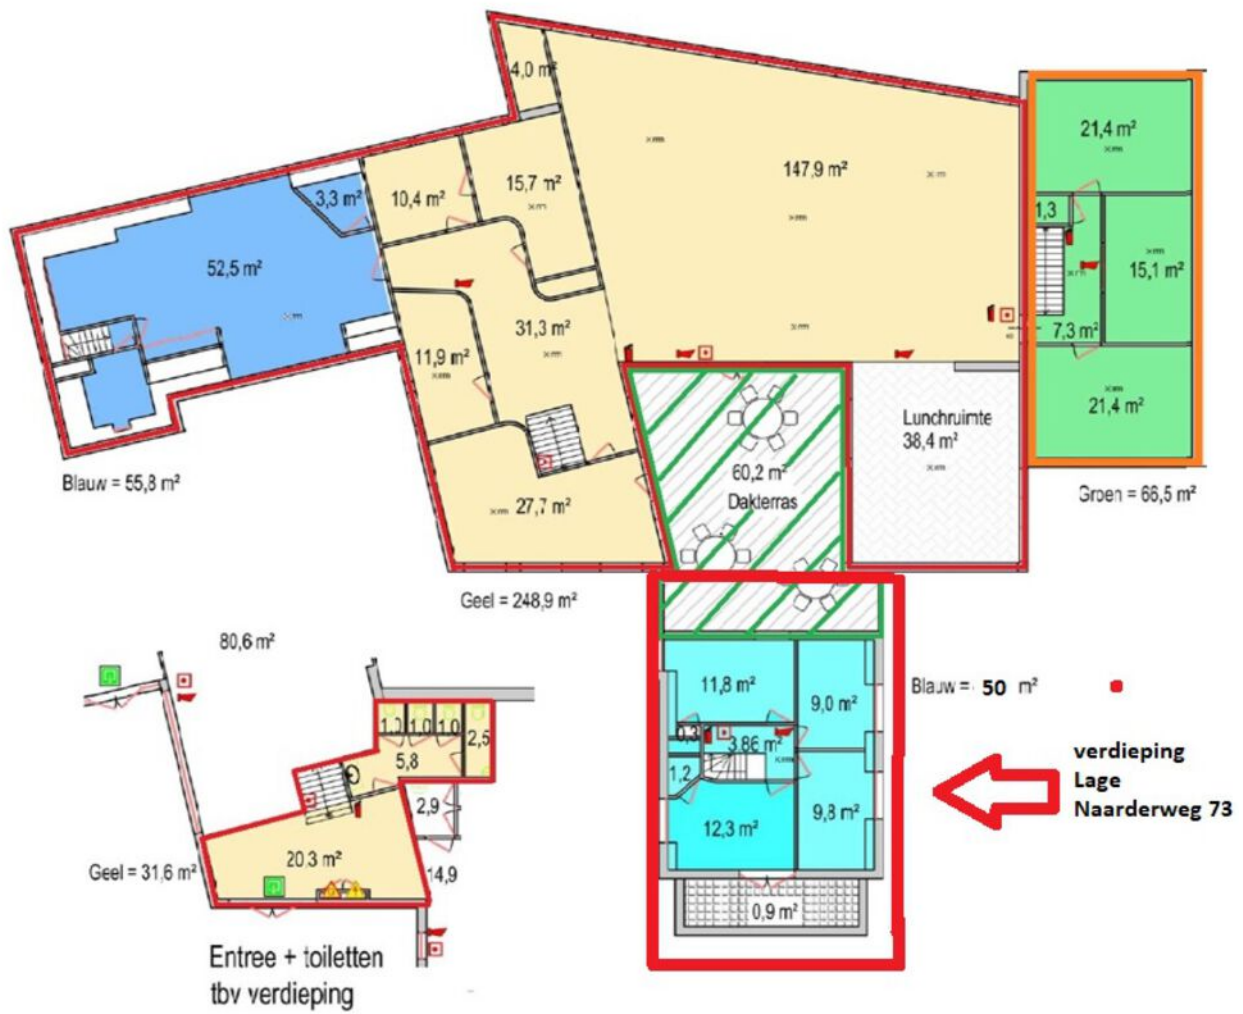 4,0 m²
21,4 m²
147,9 m²
15,7 m²
3,3 m²
10,4 m²
1,3
52,5 m²
15,1 m²
31,3 m²
7,3 m²
11,9 m²
21,4 m²
Lunchruimte
38,4 m²
60,2 m²
Dakterras
Blauw = 55,8 m²
27,7 m²
Groen = 66,5 m²
Geel = 248,9 m²
80,6 m²
11,8 m²
9,0 m²
Blauw = 50 m²
1,0 1,0 1,0
2,5
0,3
3,86 m²
5,8
1,2
verdieping
Lage
Naarderweg 73
2,9
12,3 m²
9,8 m²
20,3 m²
Geel = 31,6 m²
14,9
0,9 m²
Entree + toiletten
tbv verdieping